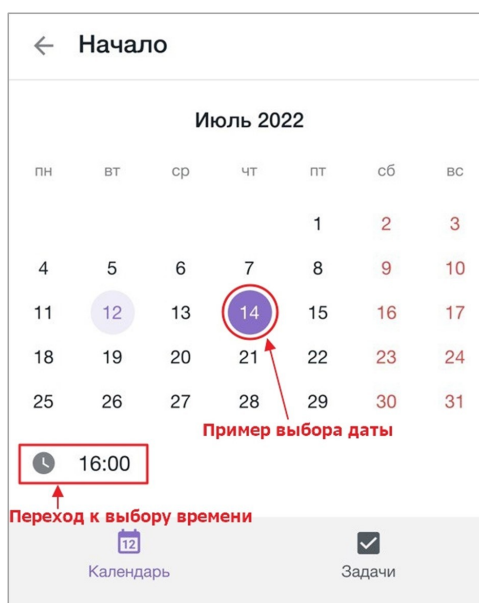 Начало
Июль 2022
пн вт ср чт пт сб вс
1 2 3
4 5 6 7 8 9 10
11 12 13 14 15 16 17
18 19 20 21 22 23 24
25 26 27 28 29 30 31
Пример выбора даты
16:00
Переход к выбору времени
12
Календарь Задачи